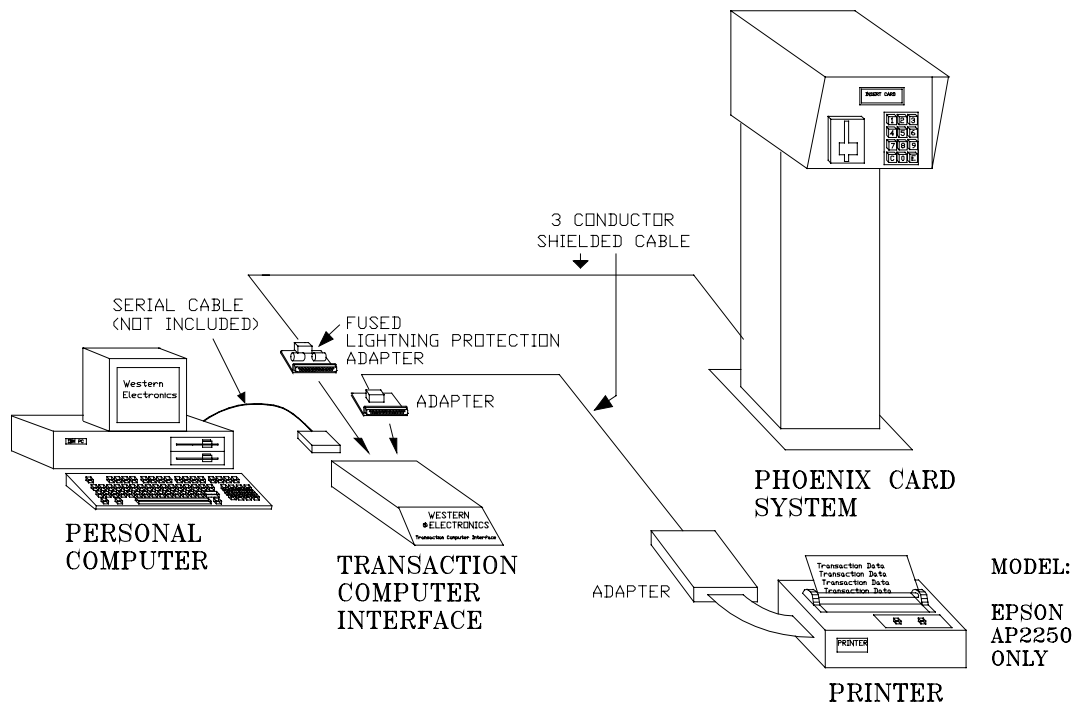 INSERT CARD
1 2 3
4 5 6
7 8 9
C 0 E
3 CONDUCTOR
SHIELDED CABLE
SERIAL CABLE
(NOT INCLUDED)
FUSED
LIGHTNING PROTECTION
ADAPTER
Western
Electronics
ADAPTER
IBM PC
PHOENIX CARD
SYSTEM
WESTERN
ELECTRONICS
Transaction Computer Interface
PERSONAL
COMPUTER
TRANSACTION
COMPUTER
INTERFACE
ADAPTER
Transaction Data
Transaction Data
Transaction Data
Transaction Data
PRINTER
MODEL:
EPSON
AP2250
ONLY
PRINTER